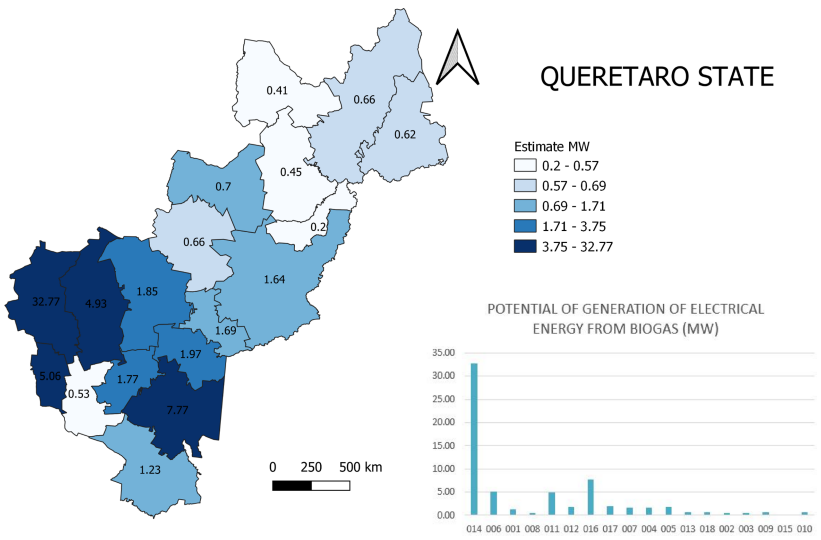 QUERETARO STATE
Estimate MW
0.2 - 0.57
0.57 - 0.69
0.69 - 1.71
1.71 - 3.75
3.75 - 32.77
0.41
0.66
0.62
0.45
0.7
0.2
0.66
1.64
32.77
4.93
1.85
1.69
1.97
5.06
0.53
1.77
7.77
1.23
0 250 500 km
POTENTIAL OF GENERATION OF ELECTRICAL
ENERGY FROM BIOGAS (MW)
35.00
30.00
25.00
20.00
15.00
10.00
5.00
0.00
014 006 001 008 011 012 016 017 007 004 005 013 018 002 003 009 015 010